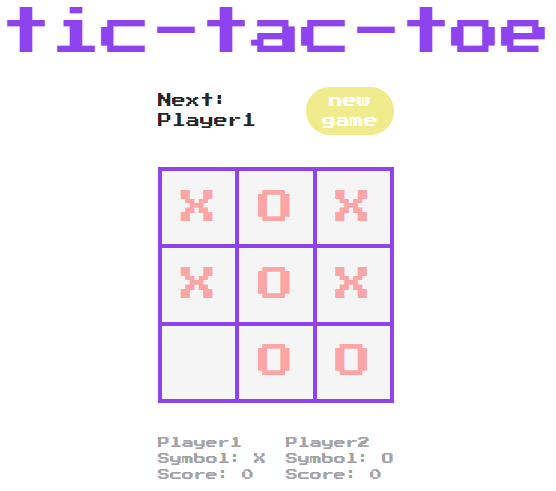 tic-tac-toe
Next:
Player1
new
game
X O X
X O X
O O
Player1
Symbol: X
Score: 0
Player2
Symbol: O
Score: 0